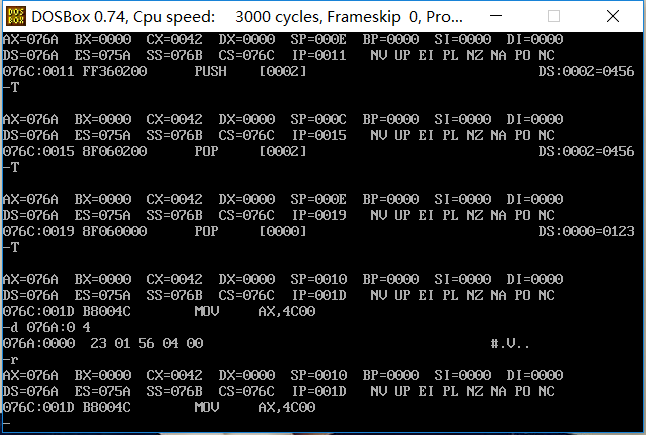 DOS BOX DOSBox 0.74, Cpu speed: 3000 cycles, Frameskip 0, Pro...
AX=076A BX=0000 CX=0042 DX=0000 SP=000E BP=0000 SI=0000 DI=0000
DS=076A ES=075A SS=076B CS=076C IP=0011 NV UP EI PL NZ NA PO NC
076C:0011 FF360200 PUSH [0002] DS:0002=0456
-T
AX=076A BX=0000 CX=0042 DX=0000 SP=000C BP=0000 SI=0000 DI=0000
DS=076A ES=075A SS=076B CS=076C IP=0015 NV UP EI PL NZ NA PO NC
076C:0015 8F060200 POP [0002] DS:0002=0456
-T
AX=076A BX=0000 CX=0042 DX=0000 SP=000E BP=0000 SI=0000 DI=0000
DS=076A ES=075A SS=076B CS=076C IP=0019 NV UP EI PL NZ NA PO NC
076C:0019 8F060000 POP [0000] DS:0000=0123
-T
AX=076A BX=0000 CX=0042 DX=0000 SP=0010 BP=0000 SI=0000 DI=0000
DS=076A ES=075A SS=076B CS=076C IP=001D NV UP EI PL NZ NA PO NC
076C:001D B8004C MOV AX,4C00
-d 076A:0 4
076A:0000 23 01 56 04 00 #.V..
-r
AX=076A BX=0000 CX=0042 DX=0000 SP=0010 BP=0000 SI=0000 DI=0000
DS=076A ES=075A SS=076B CS=076C IP=001D NV UP EI PL NZ NA PO NC
076C:001D B8004C MOV AX,4C00
-